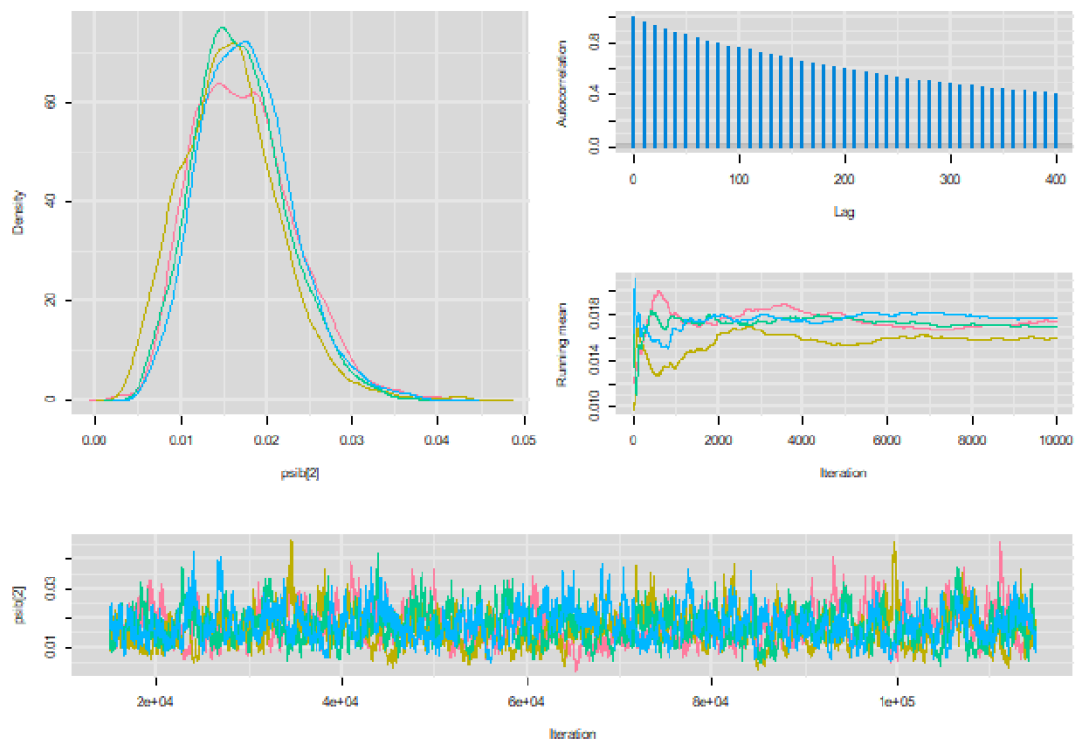 Density
0
20
40
60
0.00
0.01
0.02
0.03
0.04
0.05
psib[2]
Autocorrelation
0.0
0.4
0.8
0
100
200
300
400
Lag
Running mean
0.010
0.014
0.018
0
2000
4000
6000
8000
10000
Iteration
psib[2]
0.01
0.03
2e+04
4e+04
6e+04
8e+04
1e+05
Iteration